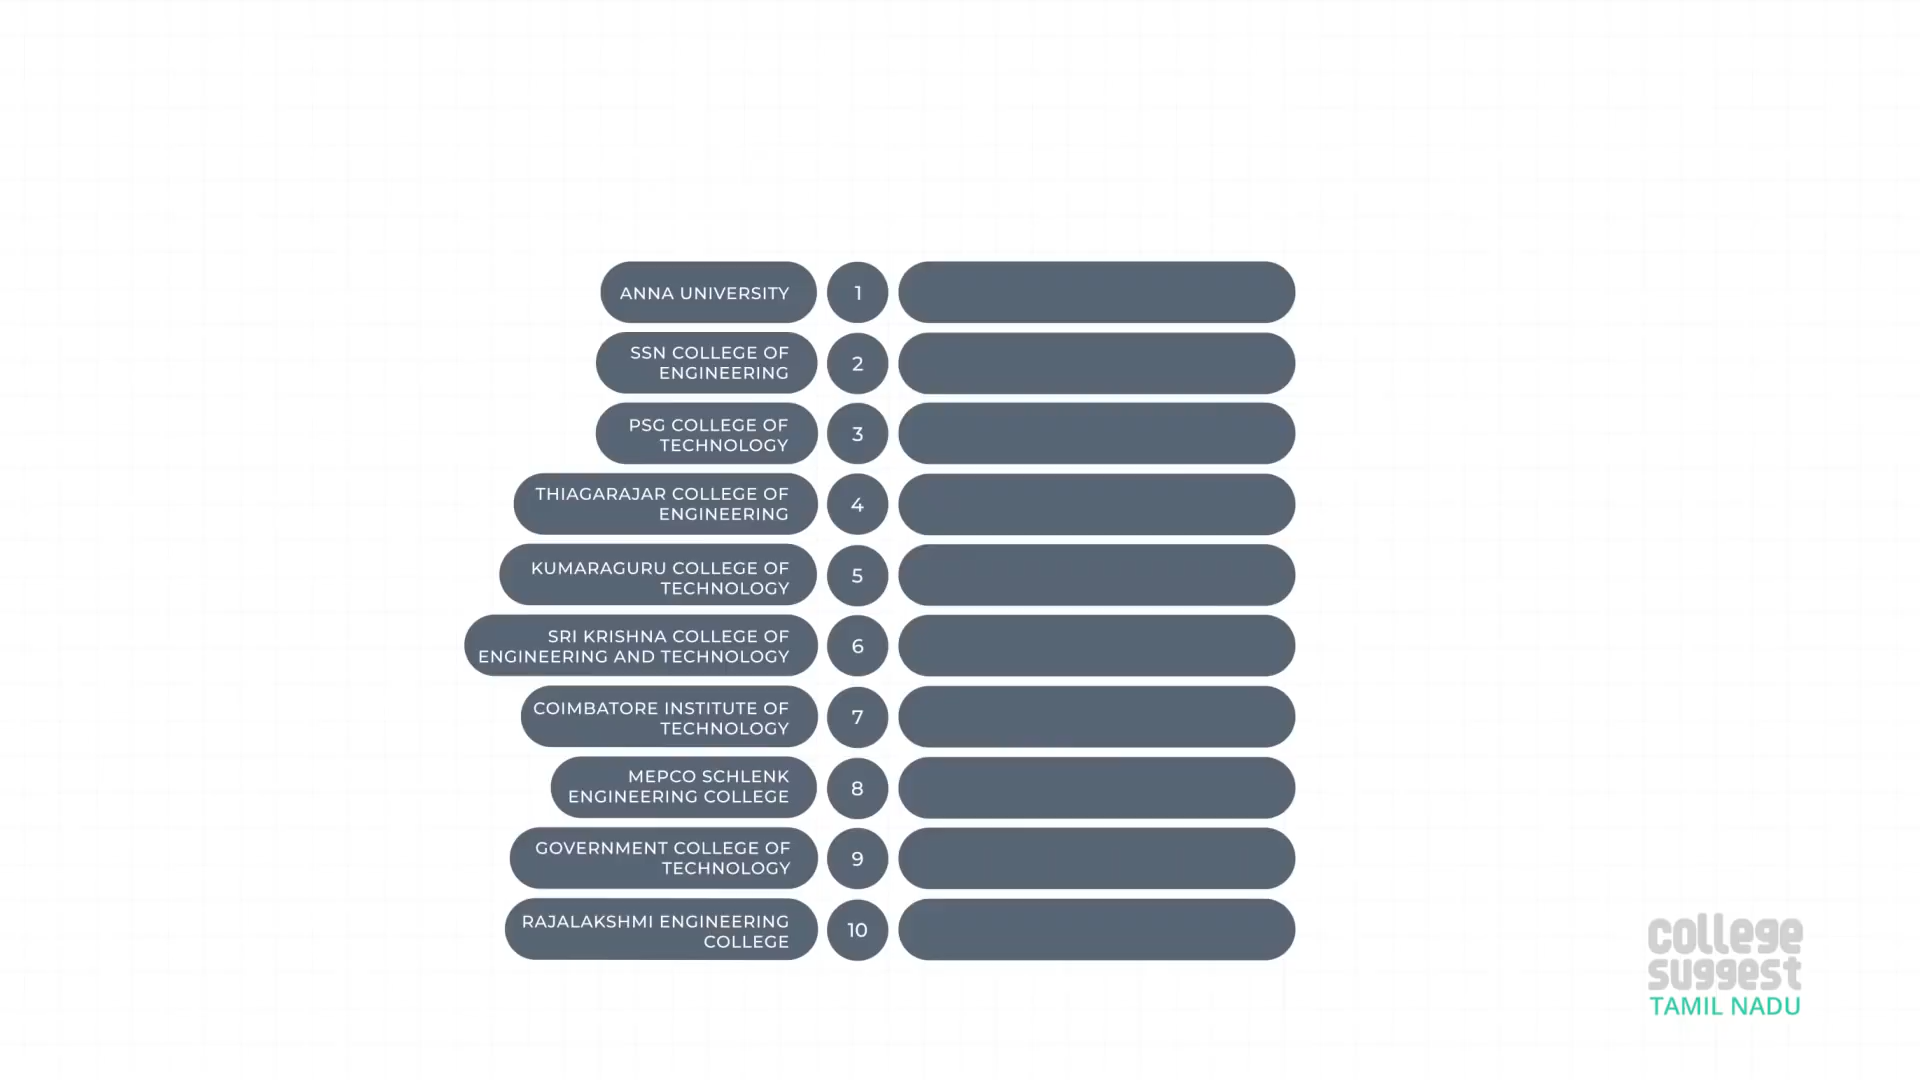 ANNA UNIVERSITY
1
SSN COLLEGE OF
ENGINEERING
2
PSG COLLEGE OF
TECHNOLOGY
3
THIAGARAJAR COLLEGE OF
ENGINEERING
4
KUMARAGURU COLLEGE OF
TECHNOLOGY
5
SRI KRISHNA COLLEGE OF
ENGINEERING AND TECHNOLOGY
6
COIMBATORE INSTITUTE OF
TECHNOLOGY
7
MEPCO SCHLENK
ENGINEERING COLLEGE
8
GOVERNMENT COLLEGE OF
TECHNOLOGY
9
RAJALAKSHMI ENGINEERING
COLLEGE
10
college
suggest
TAMIL NADU